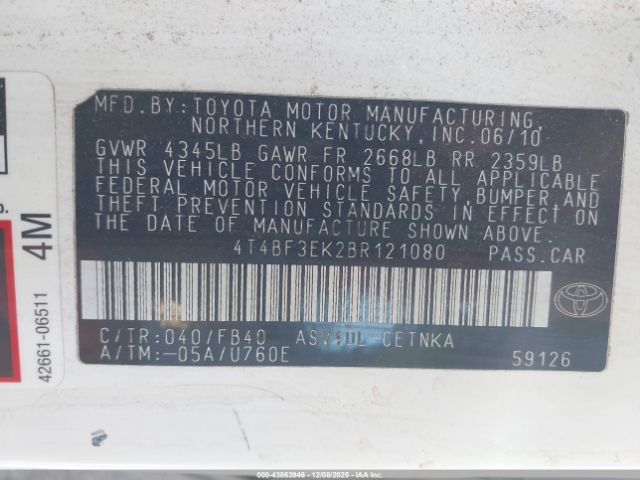 MFD.BY:TOYOTA MOTOR MANUFACTURING,
NORTHERN KENTUCKY,INC.06/10
GVWR 4345LB GAWR FR 2668LB RR 2359LB
THIS VEHICLE CONFORMS TO ALL APPLICABLE
FEDERAL MOTOR VEHICLE SAFETY,BUMPER,AND
THEFT PREVENTION STANDARDS IN EFFECT ON
THE DATE OF MANUFACTURE SHOWN ABOVE.
4T4BF3EK2BR121080 PASS.CAR
C/TR:040/FB40 ASV40L-CETNKA
A/TM:-05A/U760E 59126
4M
42661-06511
000-43863946 | 12/08/2025 - IAA Inc.